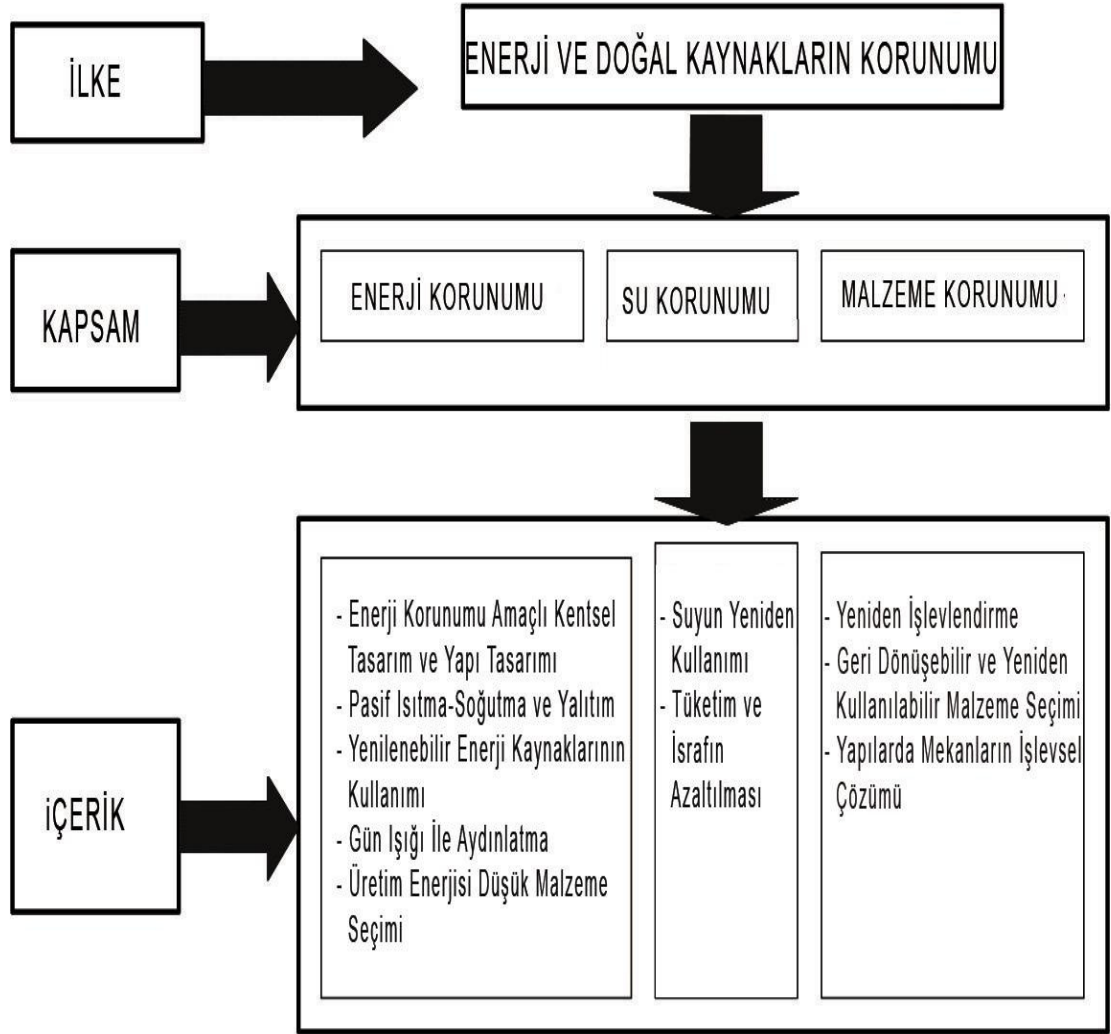 İLKE
ENERJİ VE DOĞAL KAYNAKLARIN KORUNUMU
KAPSAM
ENERJİ KORUNUMU
SU KORUNUMU
MALZEME KORUNUMU
iÇERİK
- Enerji Korunumu Amaçlı Kentsel
Tasarım ve Yapı Tasarımı
- Pasif Isıtma-Soğutma ve Yalıtım
- Yenilenebilir Enerji Kaynaklarının
Kullanımı
- Gün Işığı İle Aydınlatma
- Üretim Enerjisi Düşük Malzeme
Seçimi
- Suyun Yeniden
Kullanımı
- Tüketim ve
İsrafın
Azaltılması
- Yeniden İşlevlendirme
- Geri Dönüşebilir ve Yeniden
Kullanılabilir Malzeme Seçimi
- Yapılarda Mekanların İşlevsel
Çözümü